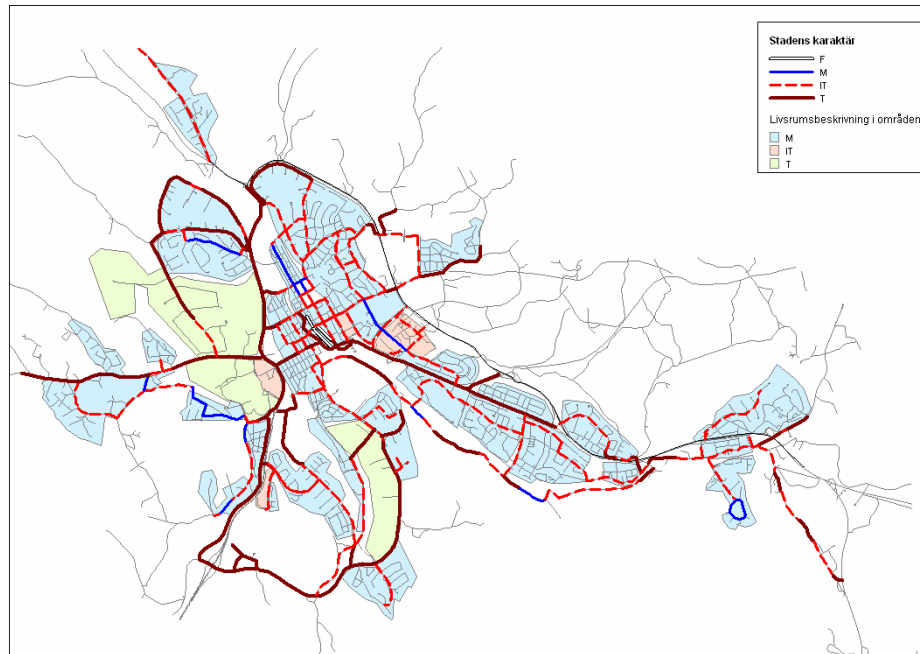 Stadens karaktär
F
M
IT
T
Livsrumsbeskrivning i områden
M
IT
T